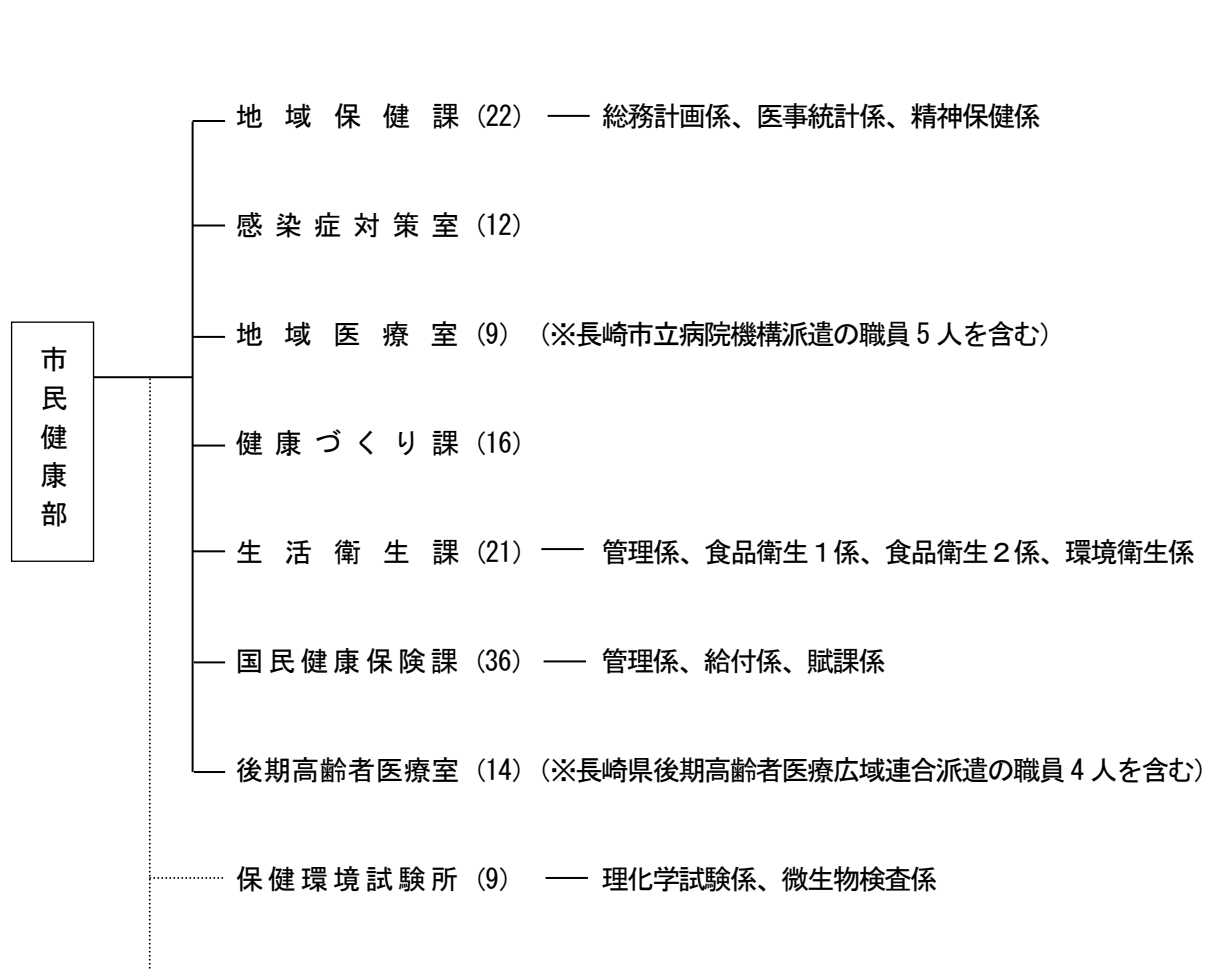 地域保健課（22） ── 総務計画係、医事統計係、精神保健係
感染症対策室（12）
地域医療室（9）（※長崎市立病院機構派遣の職員5人を含む）
市民健康部
健康づくり課（16）
生活衛生課（21） ── 管理係、食品衛生１係、食品衛生２係、環境衛生係
国民健康保険課（36） ── 管理係、給付係、賦課係
後期高齢者医療室（14）（※長崎県後期高齢者医療広域連合派遣の職員4人を含む）
保健環境試験所（9） ── 理化学試験係、微生物検査係